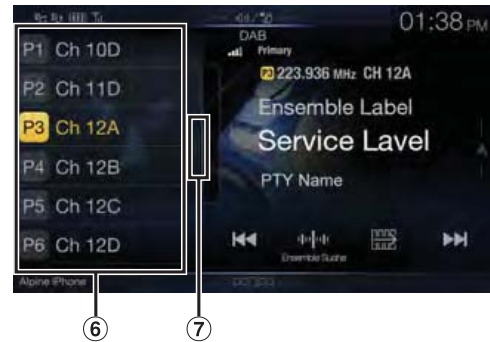 01:38 PM
DAB
Primary
P1 Ch 10D
P2 Ch 11D
P3 Ch 12A
P4 Ch 12B
P5 Ch 12C
P6 Ch 12D
P3 223.936 MHz CH 12A
Ensemble Label
Service Lavel
PTY Name
Ensemble Suche
Alpine iPhone
6
7